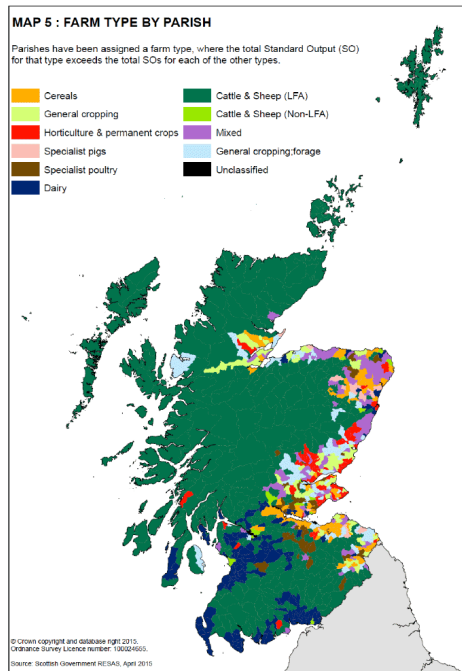 MAP 5 : FARM TYPE BY PARISH
Parishes have been assigned a farm type, where the total Standard Output (SO)
for that type exceeds the total SOs for each of the other types.
Cereals
General cropping
Horticulture & permanent crops
Specialist pigs
Specialist poultry
Dairy
Cattle & Sheep (LFA)
Cattle & Sheep (Non-LFA)
Mixed
General cropping;forage
Unclassified
© Crown copyright and database right 2015.
Ordnance Survey Licence number: 100024655.
Source: Scottish Government RESAS, April 2015